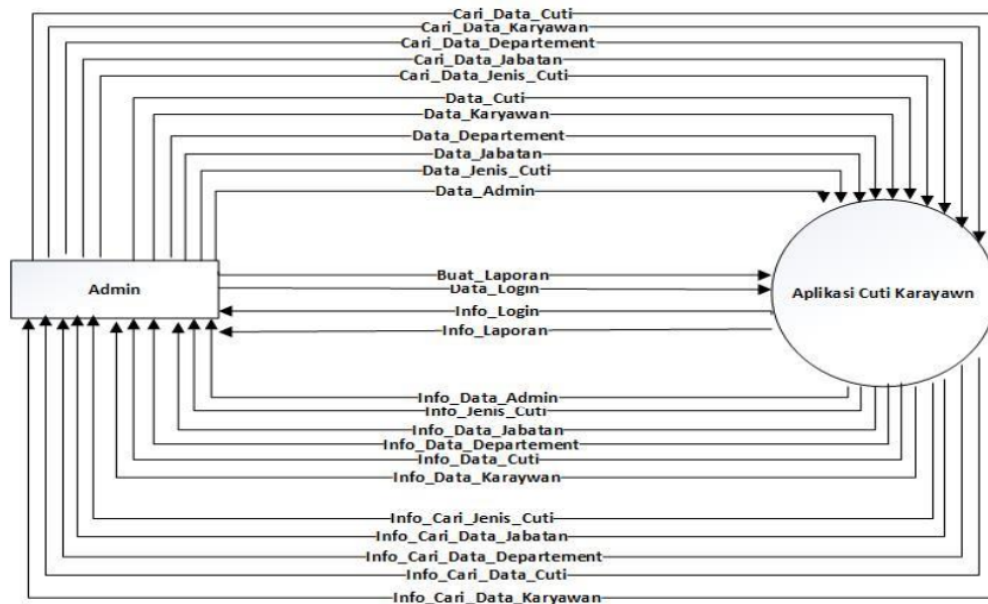 Cari_Data_Cuti
Cari_Data_Karyawan
Cari_Data_Departement
Cari_Data_Jabatan
Cari_Data_Jenis_Cuti
Data_Cuti
Data_Karyawan
Data_Departement
Data_Jabatan
Data_Jenis_Cuti
Data_Admin
Buat_Laporan
Data_Login
Admin
Aplikasi Cuti Karayawn
Info_Login
Info_Laporan
Info_Data_Admin
Info_Jenis_Cuti
Info_Data_Jabatan
Info_Data_Departement
Info_Data_Cuti
Info_Data_Karaywan
Info_Cari_Jenis_Cuti
Info_Cari_Data_Jabatan
Info_Cari_Data_Departement
Info_Cari_Data_Cuti
Info_Cari_Data_Karyawan